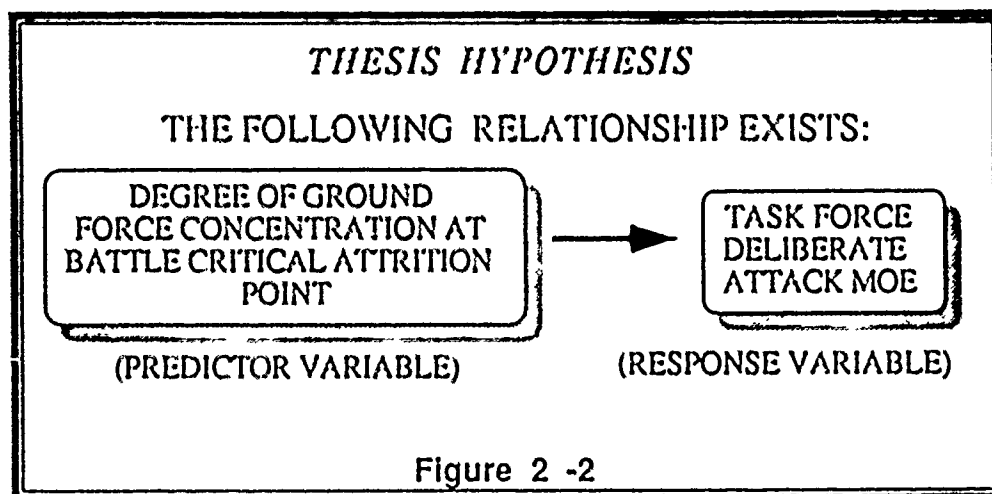 THESIS HYPOTHESIS
THE FOLLOWING RELATIONSHIP EXISTS:
DEGREE OF GROUND
FORCE CONCENTRATION AT
BATTLE CRITICAL ATTRITION
POINT
(PREDICTOR VARIABLE)
TASK FORCE
DELIBERATE
ATTACK MOE
(RESPONSE VARIABLE)
Figure 2 -2